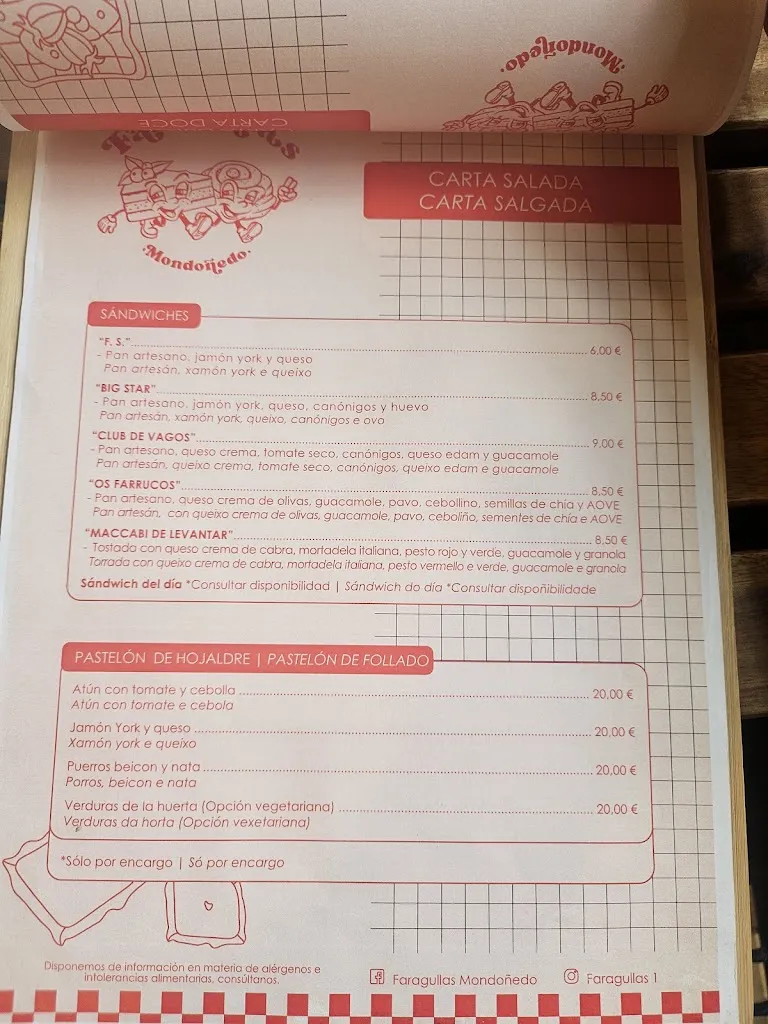 Mondoñedo.
CARTA DOCE
Mondoñedo.
CARTA SALADA
CARTA SALGADA
SÁNDWICHES
"F. S." 6.00 €
- Pan artesano, jamón york y queso
Pan artesán, xamón york e queixo
"BIG STAR" 8,50 €
- Pan artesano, jamón york, queso, canónigos y huevo
Pan artesán, xamón york, queixo, canónigos e ovo
"CLUB DE VAGOS" 9.00 €
- Pan artesano, queso crema, tomate seco, canónigos, queso edam y guacamole
Pan artesán, queixo crema, tomate seco, canónigos, queixo edam e guacamole
"OS FARRUCOS" 8,50 €
- Pan artesano, queso crema de olivas, guacamole, pavo, cebollino, semillas de chía y AOVE
Pan artesán, con queixo crema de olivas, guacamole, pavo, ceboliño, sementes de chía e AOVE
"MACCABI DE LEVANTAR" 8,50 €
- Tostada con queso crema de cabra, mortadela italiana, pesto rojo y verde, guacamole y granola
Torrada con queixo crema de cabra, mortadela italiana, pesto vermello e verde, guacamole e granola
Sándwich del día *Consultar disponibilidad | Sándwich do día *Consultar dispoñibilidade
PASTELÓN DE HOJALDRE | PASTELÓN DE FOLLADO
Atún con tomate y cebolla 20,00 €
Atún con tomate e cebola
Jamón York y queso 20,00 €
Xamón york e queixo
Puerros beicon y nata 20,00 €
Porros, beicon e nata
Verduras de la huerta (Opción vegetariana) 20,00 €
Verduras da horta (Opción vexetariana)
*Sólo por encargo | Só por encargo
Disponemos de información en materia de alérgenos e
intolerancias alimentarias, consúltanos.
Faragullas Mondoñedo
Faragullas 1